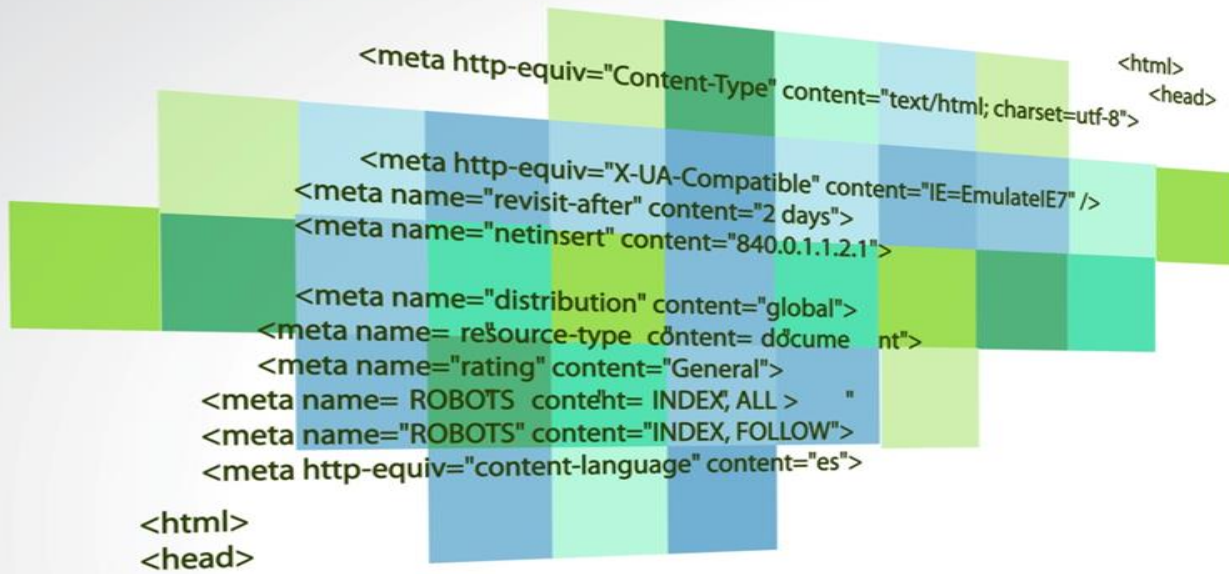 <meta http-equiv="Content-Type" content="text/html; charset=utf-8">
<html>
<head>
<meta http-equiv="X-UA-Compatible" content="IE=EmulateIE7" />
<meta name="revisit-after" content="2 days">
<meta name="netinsert" content="840.0.1.1.2.1">
<meta name="distribution" content="global">
<meta name= resource-type" content= docume"nt">
<meta name="rating" content="General">
<meta name= ROBOTS" content= INDEX", ALL > "
<meta name="ROBOTS" content="INDEX, FOLLOW">
<meta http-equiv="content-language" content="es">
<html>
<head>